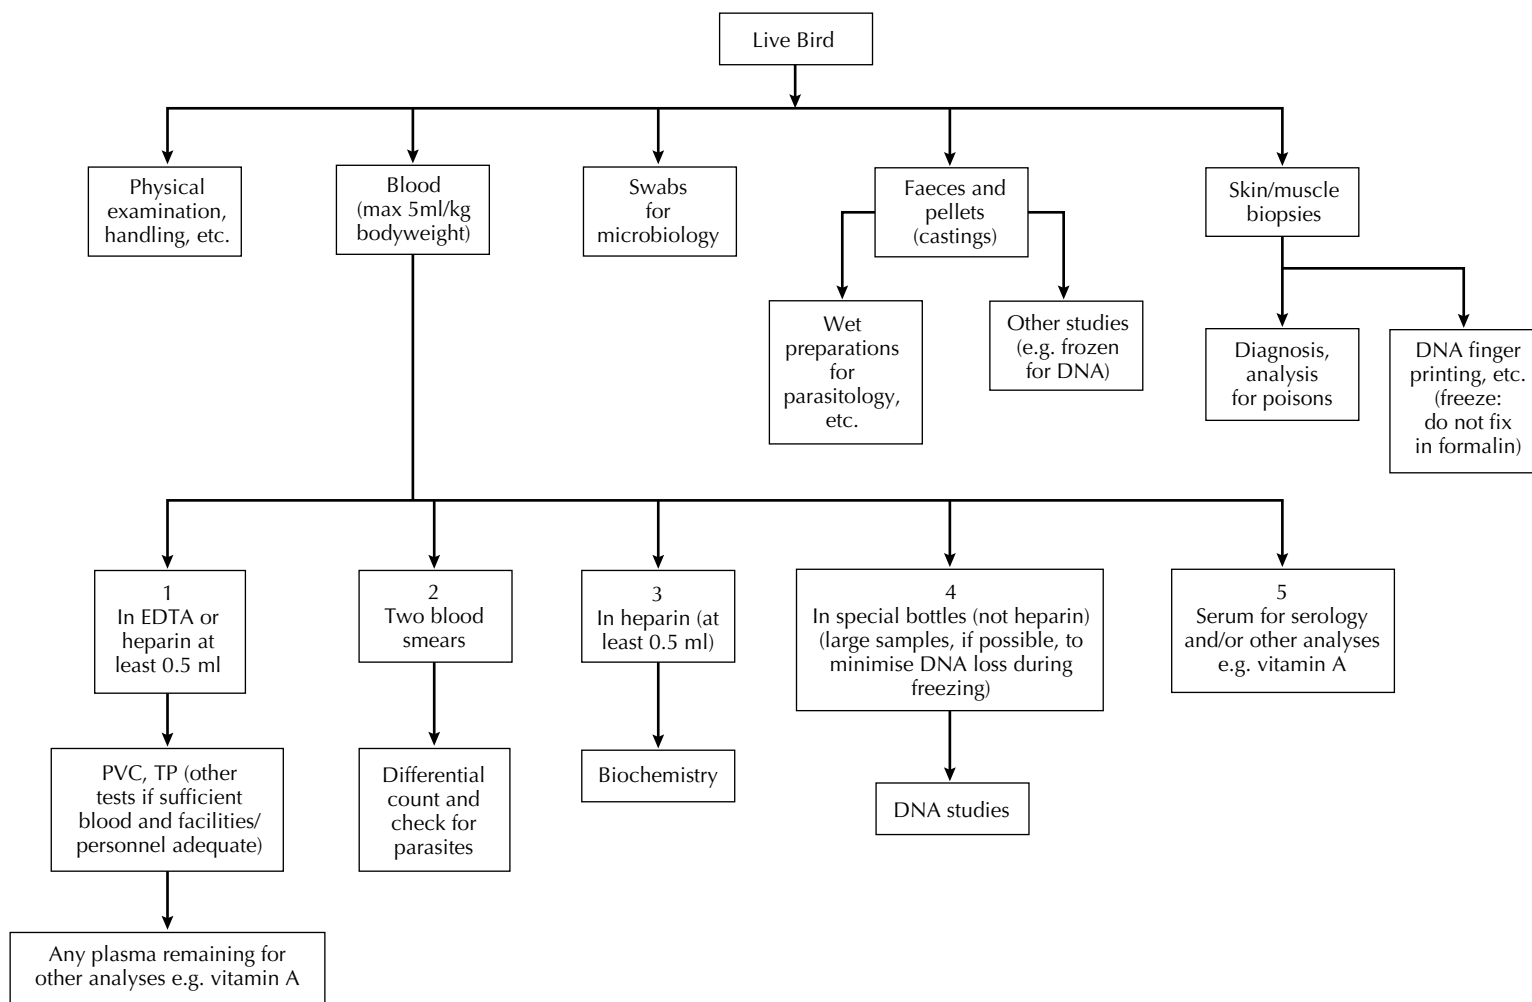 Live Bird
Physical
examination,
handling, etc.
Blood
(max 5ml/kg
bodyweight)
Swabs
for
microbiology
Faeces and
pellets
(castings)
Skin/muscle
biopsies
Wet
preparations
for
parasitology,
etc.
Other studies
(e.g. frozen
for DNA)
Diagnosis,
analysis
for poisons
DNA finger
printing, etc.
(freeze:
do not fix
in formalin)
1
In EDTA or
heparin at
least 0.5 ml
2
Two blood
smears
3
In heparin (at
least 0.5 ml)
4
In special bottles (not heparin)
(large samples, if possible, to
minimise DNA loss during
freezing)
5
Serum for serology
and/or other analyses
e.g. vitamin A
PVC, TP (other
tests if sufficient
blood and facilities/
personnel adequate)
Differential
count and
check for
parasites
Biochemistry
DNA studies
Any plasma remaining for
other analyses e.g. vitamin A